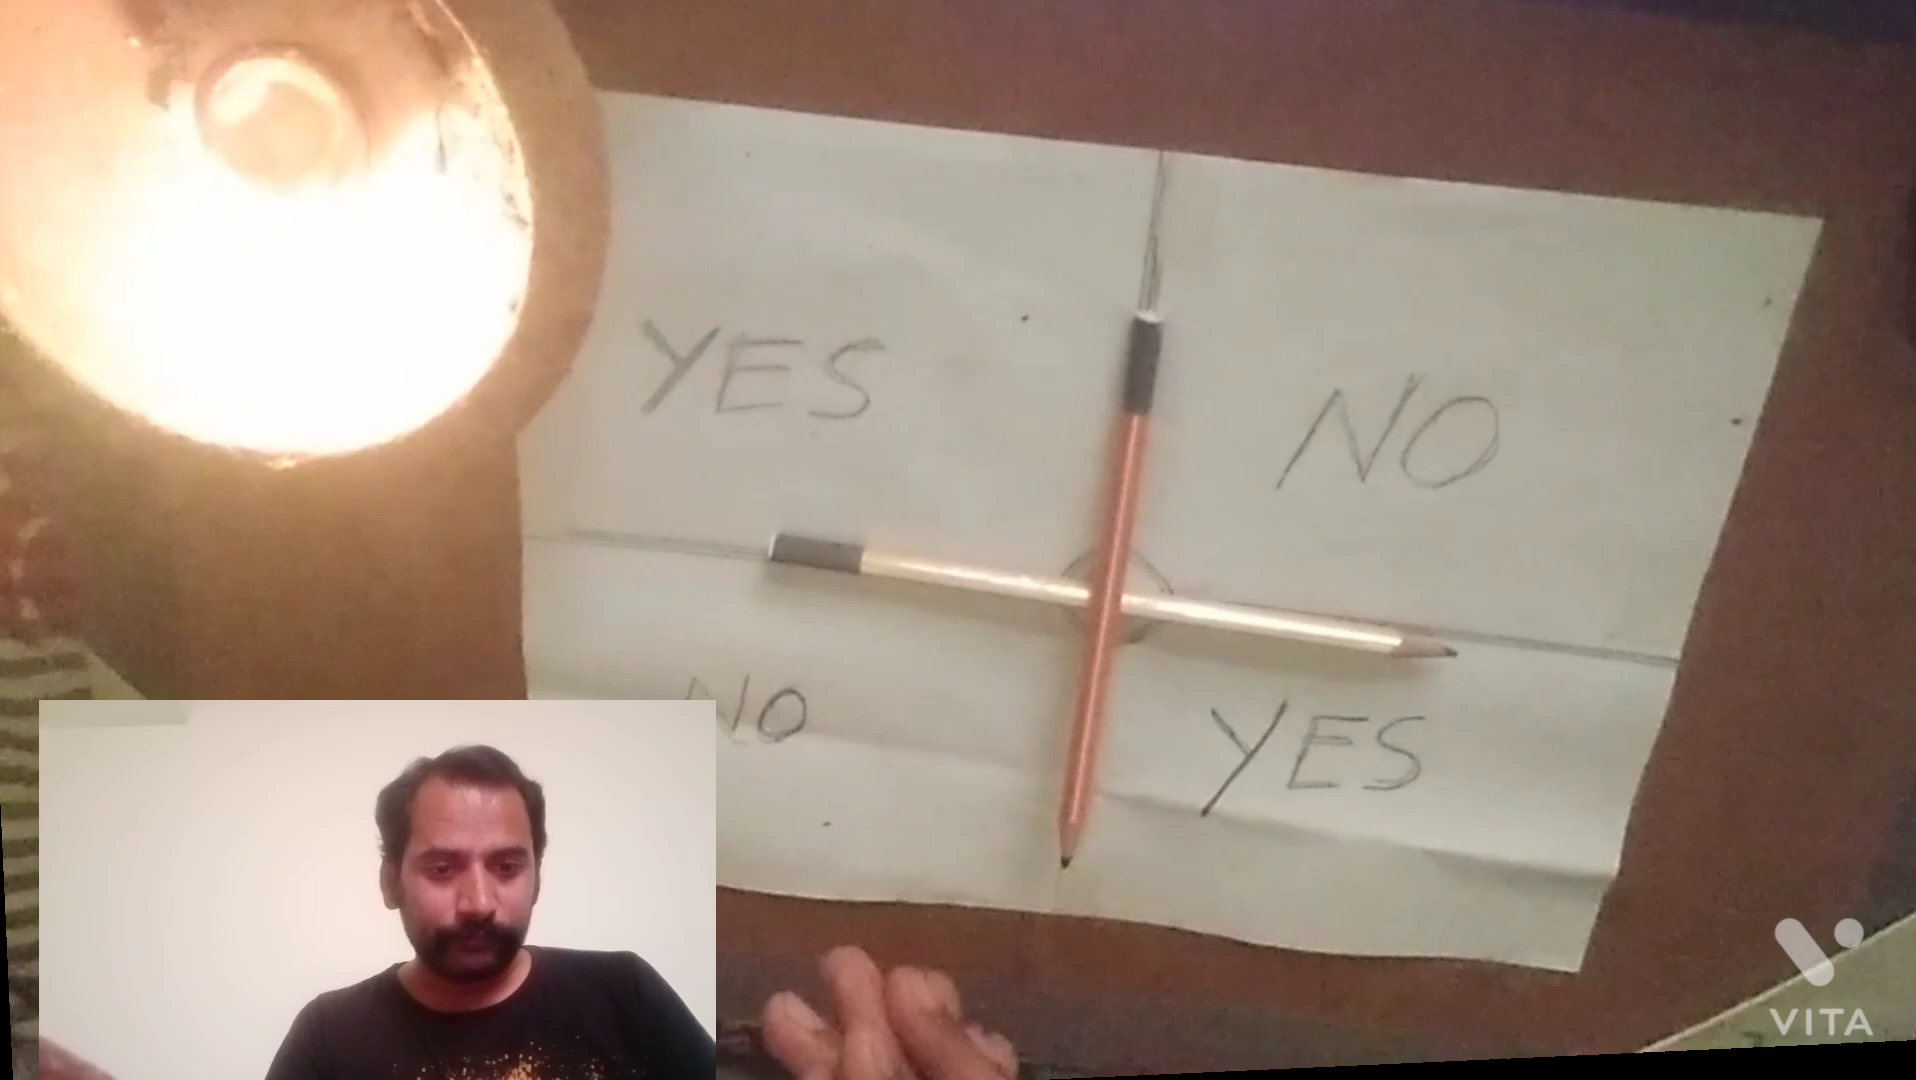 YES
NO
NO
YES
VITA